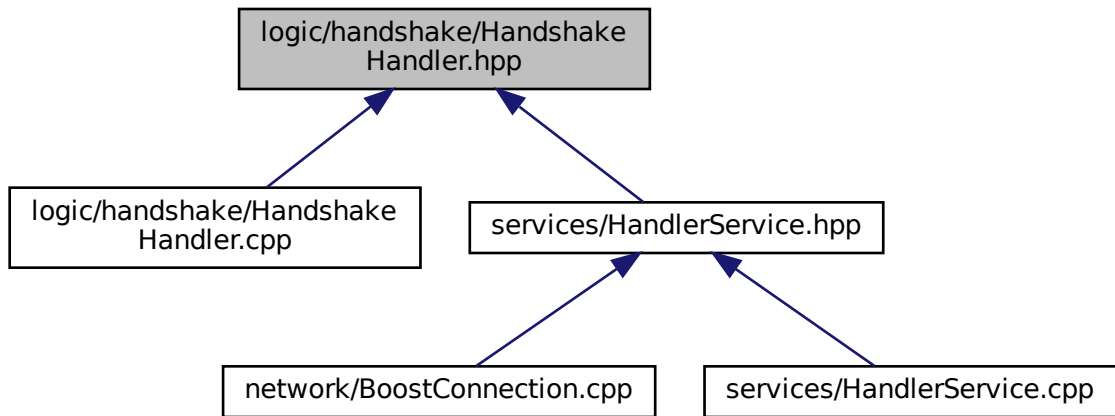 logic/handshake/Handshake
Handler.hpp
logic/handshake/Handshake
Handler.cpp
services/HandlerService.hpp
network/BoostConnection.cpp
services/HandlerService.cpp